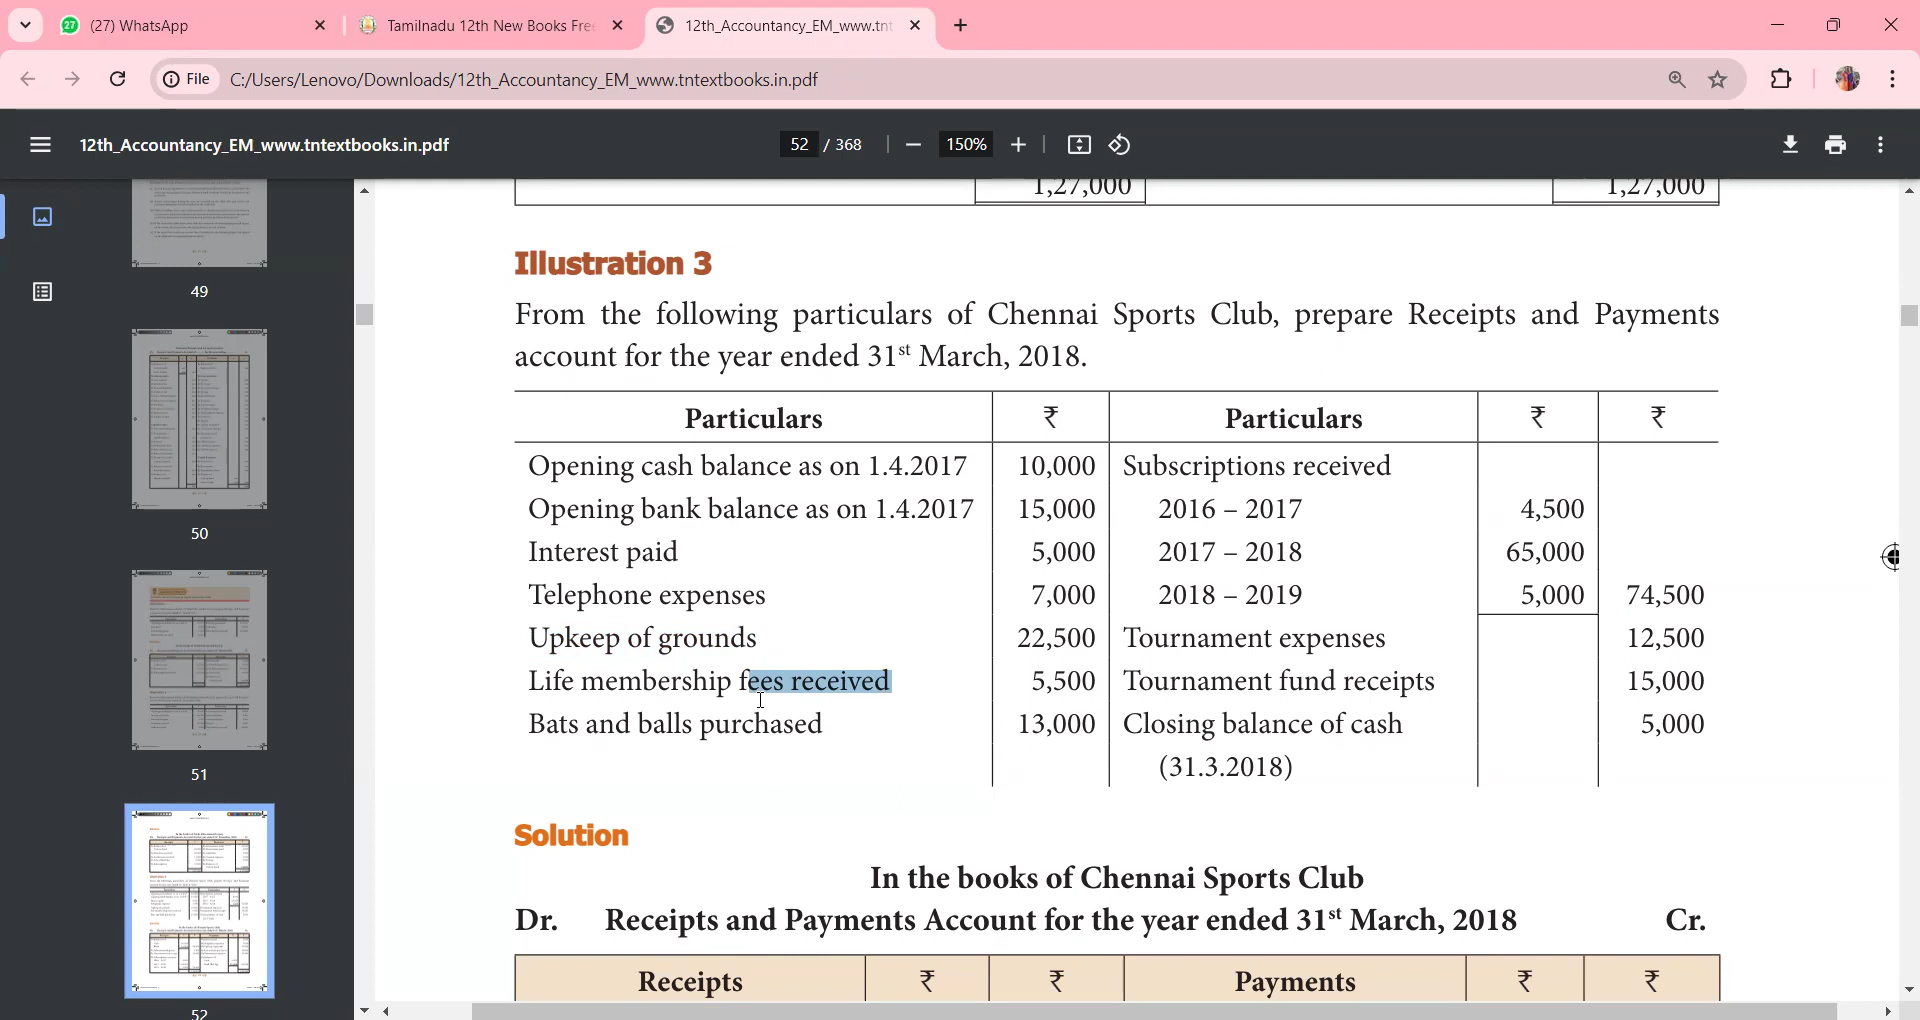 (27) WhatsApp
Tamilnadu 12th New Books Fre
12th_Accountancy_EM_www.tnt
File
C:/Users/Lenovo/Downloads/12th_Accountancy_EM_www.tntextbooks.in.pdf
12th_Accountancy_EM_www.tntextbooks.in.pdf
52 / 368
150%
49
50
51
52
1,27,000 1,27,000
Illustration 3
From the following particulars of Chennai Sports Club, prepare Receipts and Payments
account for the year ended 31st March, 2018.
Particulars ₹ Particulars ₹ ₹
Opening cash balance as on 1.4.2017 10,000 Subscriptions received
Opening bank balance as on 1.4.2017 15,000 2016 – 2017 4,500
Interest paid 5,000 2017 – 2018 65,000
Telephone expenses 7,000 2018 – 2019 5,000 74,500
Upkeep of grounds 22,500 Tournament expenses 12,500
Life membership fees received 5,500 Tournament fund receipts 15,000
Bats and balls purchased 13,000 Closing balance of cash 5,000
(31.3.2018)
Solution
In the books of Chennai Sports Club
Dr. Receipts and Payments Account for the year ended 31st March, 2018 Cr.
Receipts ₹ ₹ Payments ₹ ₹